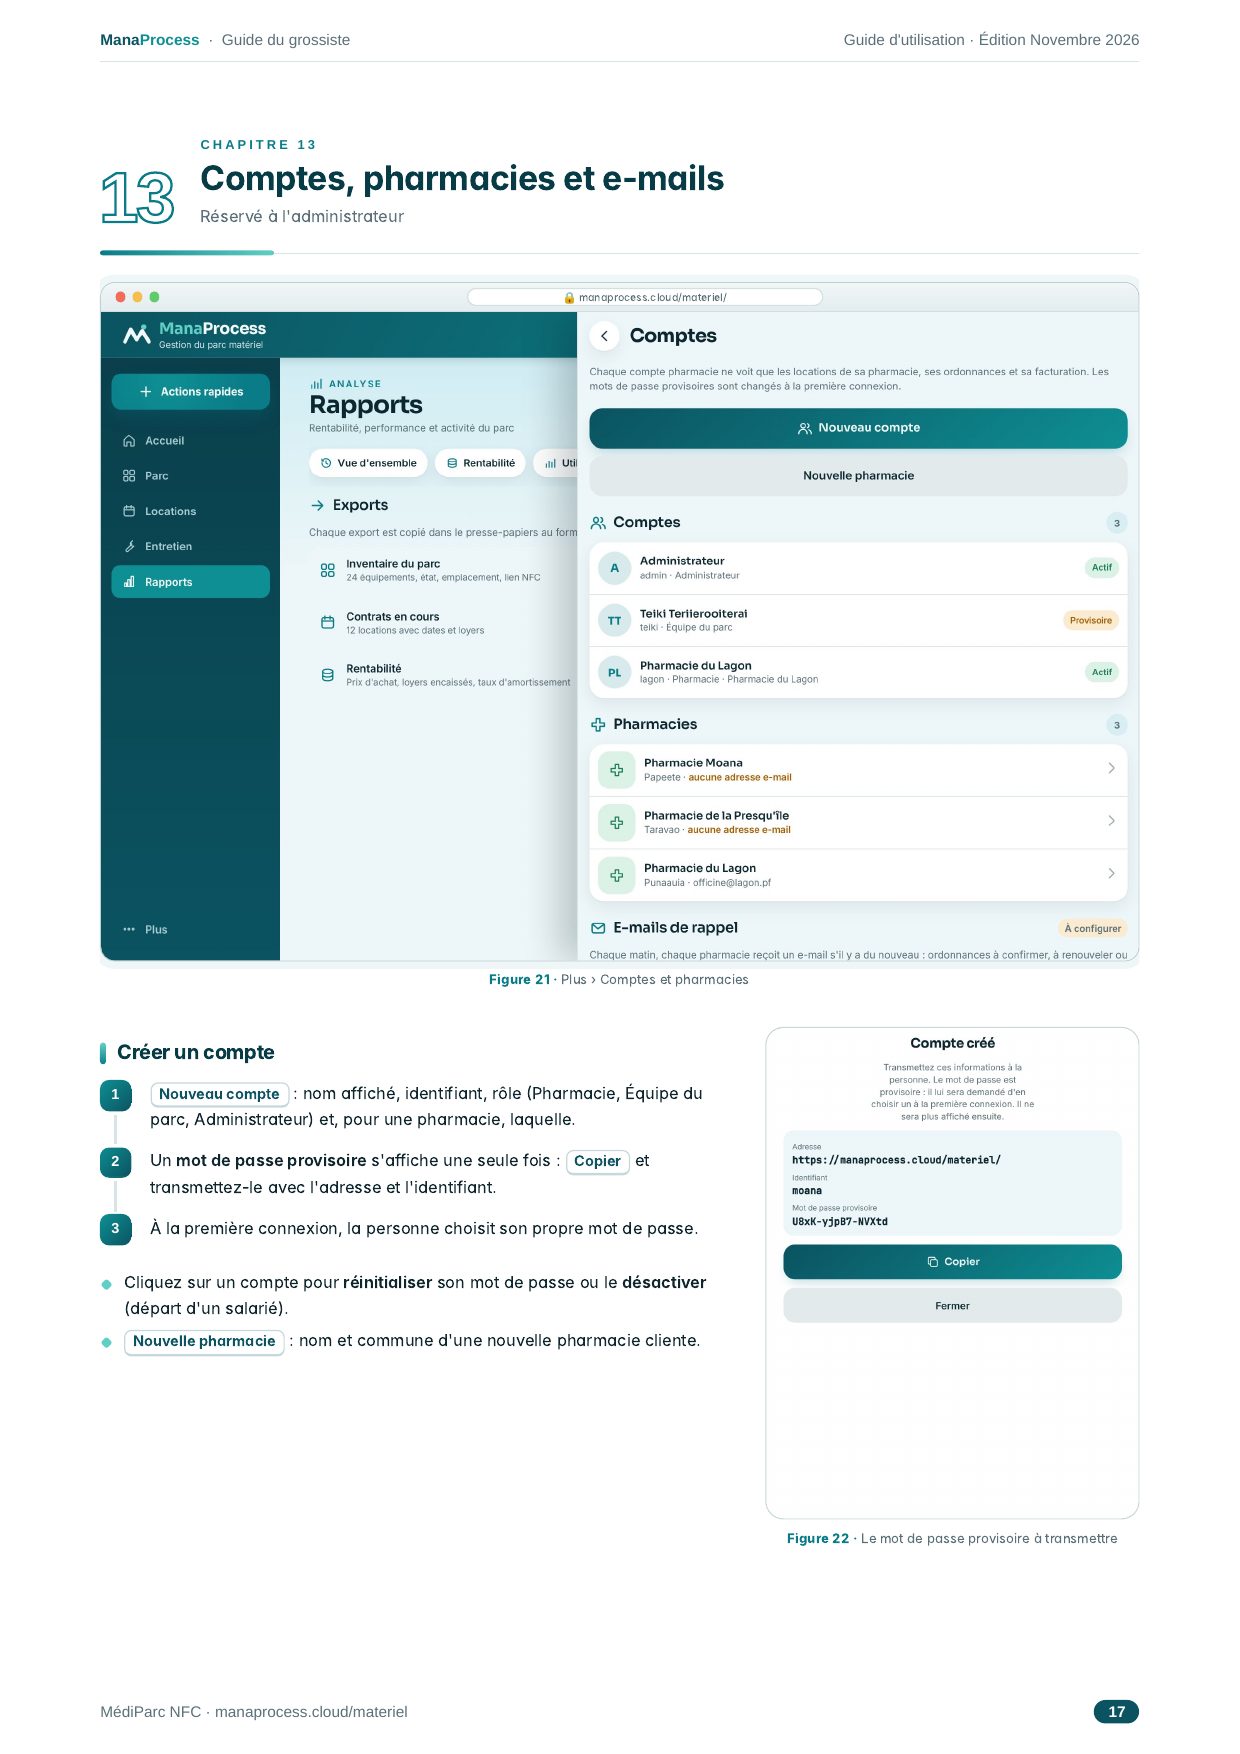 ManaProcess · Guide du grossiste
Guide d'utilisation · Édition Novembre 2026
CHAPITRE 13
13
Comptes, pharmacies et e-mails
Réservé à l'administrateur
manaprocess.cloud/materiel/
ManaProcess
Gestion du parc matériel
Actions rapides
Accueil
Parc
Locations
Entretien
Rapports
Plus
ANALYSE
Rapports
Rentabilité, performance et activité du parc
Vue d'ensemble
Rentabilité
Util
Exports
Chaque export est copié dans le presse-papiers au form
Inventaire du parc
24 équipements, état, emplacement, lien NFC
Contrats en cours
12 locations avec dates et loyers
Rentabilité
Prix d'achat, loyers encaissés, taux d'amortissement
Comptes
Chaque compte pharmacie ne voit que les locations de sa pharmacie, ses ordonnances et sa facturation. Les
mots de passe provisoires sont changés à la première connexion.
Nouveau compte
Nouvelle pharmacie
Comptes
3
A
Administrateur
admin · Administrateur
Actif
TT
Teiki Teriierooiterai
teiki · Équipe du parc
Provisoire
PL
Pharmacie du Lagon
lagon · Pharmacie · Pharmacie du Lagon
Actif
Pharmacies
3
Pharmacie Moana
Papeete · aucune adresse e-mail
Pharmacie de la Presqu'île
Taravao · aucune adresse e-mail
Pharmacie du Lagon
Punaauia · officine@lagon.pf
E-mails de rappel
À configurer
Chaque matin, chaque pharmacie reçoit un e-mail s'il y a du nouveau : ordonnances à confirmer, à renouveler ou
Figure 21 · Plus › Comptes et pharmacies
Créer un compte
1
Nouveau compte : nom affiché, identifiant, rôle (Pharmacie, Équipe du
parc, Administrateur) et, pour une pharmacie, laquelle.
2
Un mot de passe provisoire s'affiche une seule fois : Copier et
transmettez-le avec l'adresse et l'identifiant.
3
À la première connexion, la personne choisit son propre mot de passe.
Cliquez sur un compte pour réinitialiser son mot de passe ou le désactiver
(départ d'un salarié).
Nouvelle pharmacie : nom et commune d'une nouvelle pharmacie cliente.
Compte créé
Transmettez ces informations à la
personne. Le mot de passe est
provisoire : il lui sera demandé d'en
choisir un à la première connexion. Il ne
sera plus affiché ensuite.
Adresse
https://manaprocess.cloud/materiel/
Identifiant
moana
Mot de passe provisoire
U8xK-yjpB7-NVXtd
Copier
Fermer
Figure 22 · Le mot de passe provisoire à transmettre
MédiParc NFC · manaprocess.cloud/materiel
17